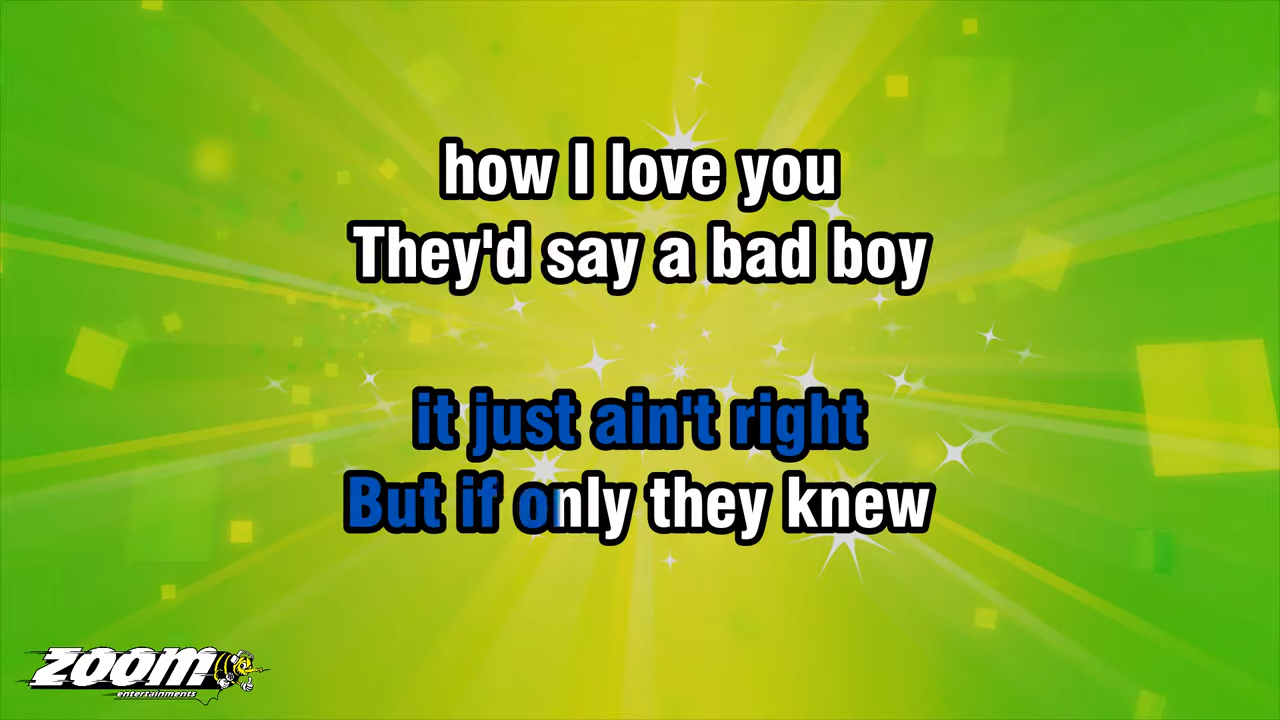 how I love you
They'd say a bad boy
it just ain't right
But if only they knew
zoom
entertainments